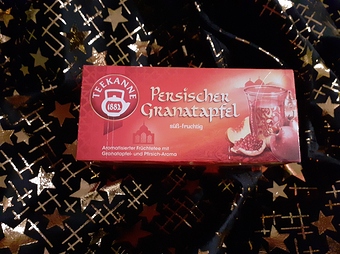 TEEKANNE
1882
Persischer
Granatapfel
süß-fruchtig
Aromatisierter Früchtetee mit
Granatapfel- und Pfirsich-Aroma